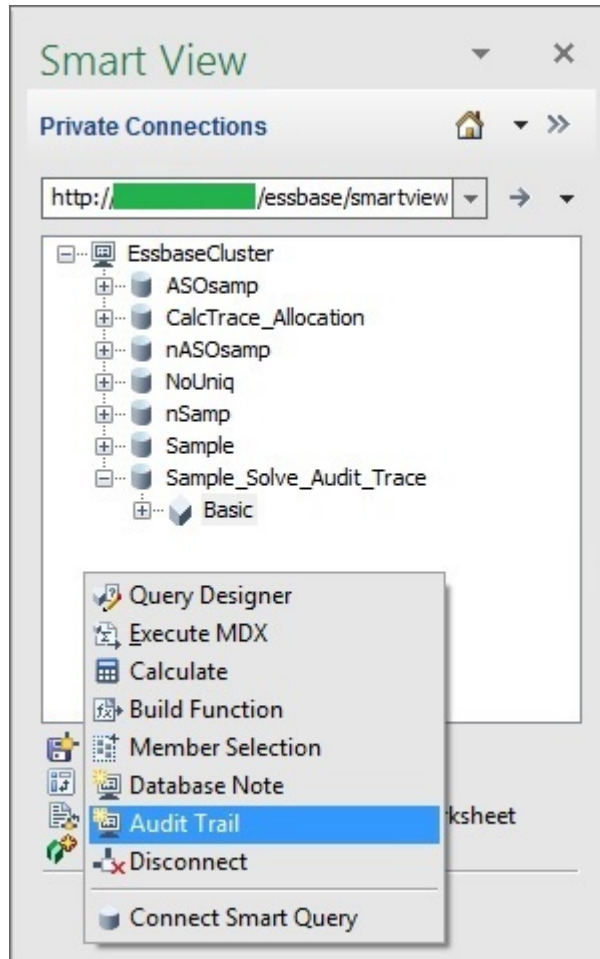 Smart View
Private Connections
http:// /essbase/smartview
EssbaseCluster
ASOsamp
CalcTrace_Allocation
nASOsamp
NoUniq
nSamp
Sample
Sample_Solve_Audit_Trace
Basic
Query Designer
Execute MDX
Calculate
Build Function
Member Selection
Database Note
Audit Trail
rksheet
Disconnect
Connect Smart Query